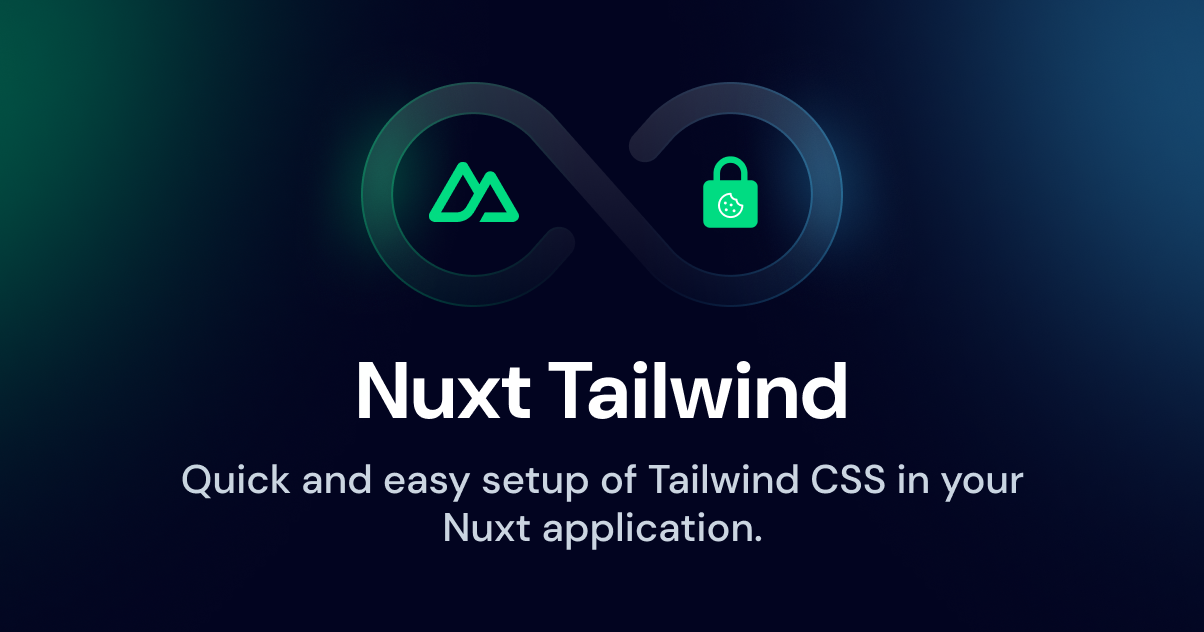 Nuxt Tailwind
Quick and easy setup of Tailwind CSS in your
Nuxt application.